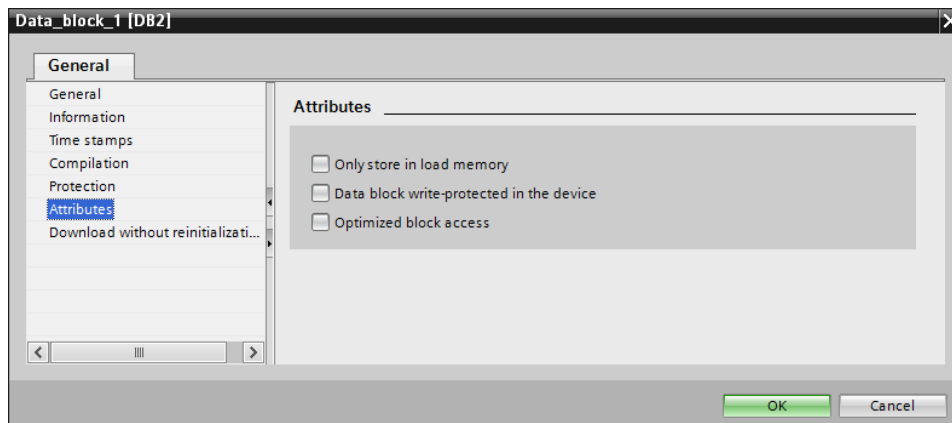 Data_block_1 [DB2]
General
General
Information
Time stamps
Compilation
Protection
Attributes
Download without reinitializati...
Attributes
Only store in load memory
Data block write-protected in the device
Optimized block access
OK
Cancel